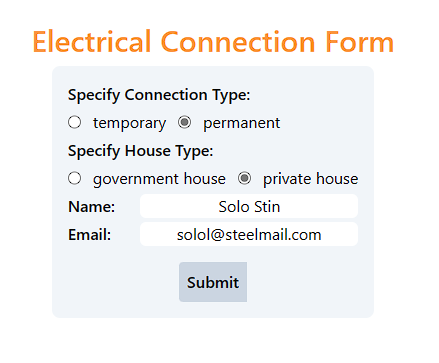 Electrical Connection Form
Specify Connection Type:
temporary permanent
Specify House Type:
government house private house
Name: Solo Stin
Email: solol@steelmail.com
Submit